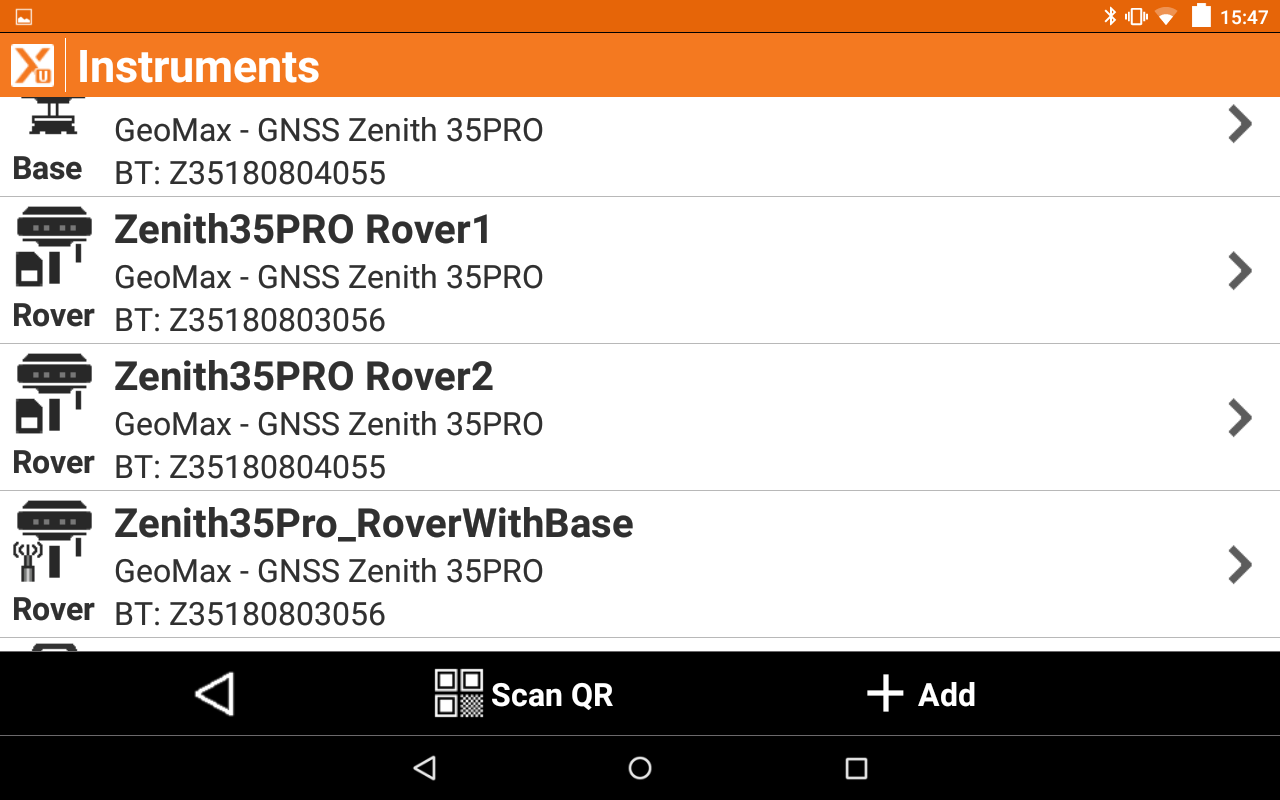 15:47
XU Instruments
GeoMax - GNSS Zenith 35PRO
Base
BT: Z35180804055
Zenith35PRO Rover1
GeoMax - GNSS Zenith 35PRO
Rover
BT: Z35180803056
Zenith35PRO Rover2
GeoMax - GNSS Zenith 35PRO
Rover
BT: Z35180804055
Zenith35Pro_RoverWithBase
GeoMax - GNSS Zenith 35PRO
Rover
BT: Z35180803056
Scan QR
Add